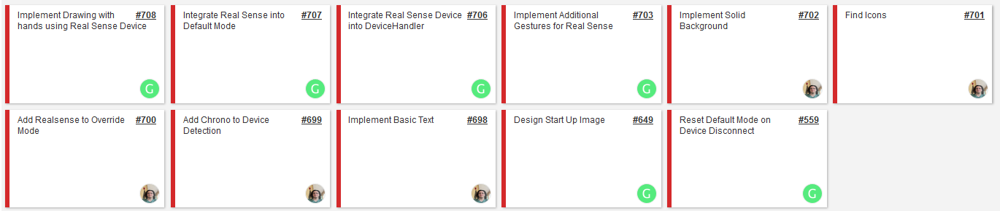 Implement Drawing with #708
hands using Real Sense Device
G
Integrate Real Sense into #707
Default Mode
G
Integrate Real Sense Device #706
into DeviceHandler
G
Implement Additional #703
Gestures for Real Sense
G
Implement Solid #702
Background
Find Icons #701
Add Realsense to Override #700
Mode
Add Chrono to Device #699
Detection
Implement Basic Text #698
Design Start Up Image #649
G
Reset Default Mode on #559
Device Disconnect
G